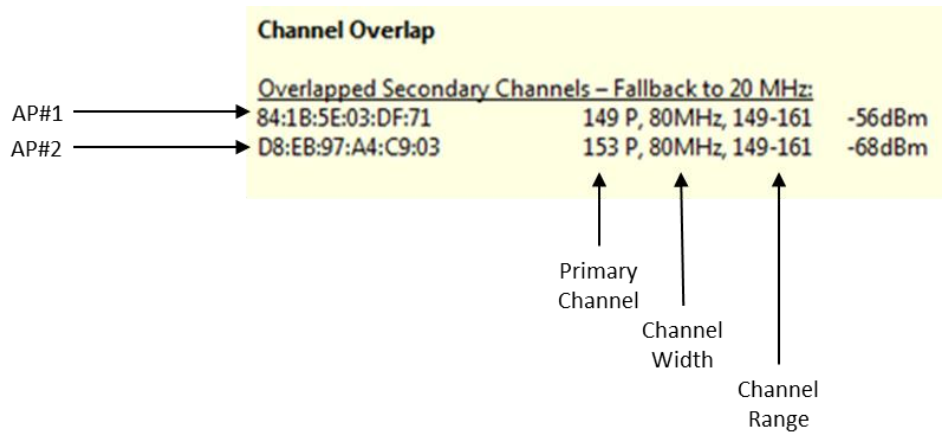 Channel Overlap
Overlapped Secondary Channels – Fallback to 20 MHz:
AP#1 84:1B:5E:03:DF:71 149 P, 80MHz, 149-161 -56dBm
AP#2 D8:EB:97:A4:C9:03 153 P, 80MHz, 149-161 -68dBm
Primary
Channel
Channel
Width
Channel
Range